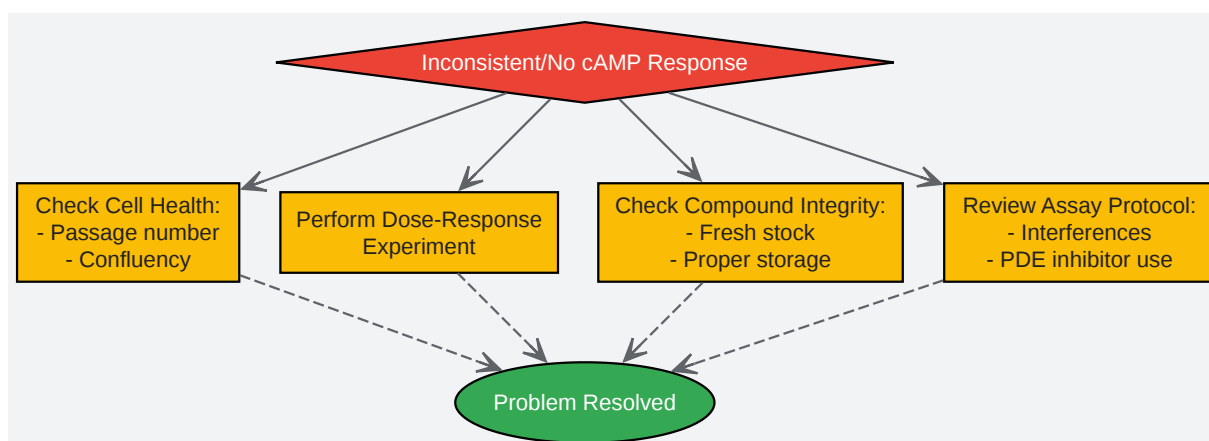 Inconsistent/No cAMP Response
Check Cell Health:
- Passage number
- Confluency
Perform Dose-Response
Experiment
Check Compound Integrity:
- Fresh stock
- Proper storage
Review Assay Protocol:
- Interferences
- PDE inhibitor use
Problem Resolved